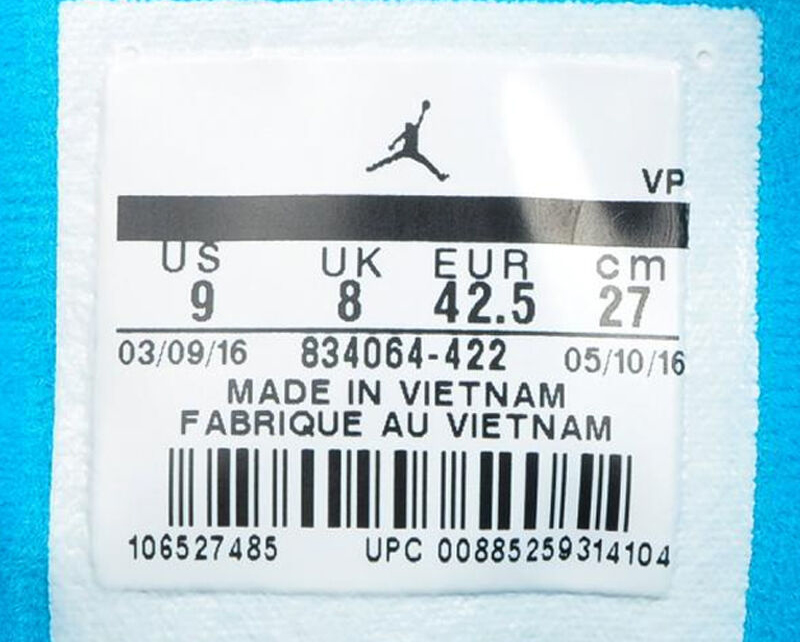 VP
US UK EUR cm
9 8 42.5 27
03/09/16 834064-422 05/10/16
MADE IN VIETNAM
FABRIQUE AU VIETNAM
106527485 UPC 00885259314104